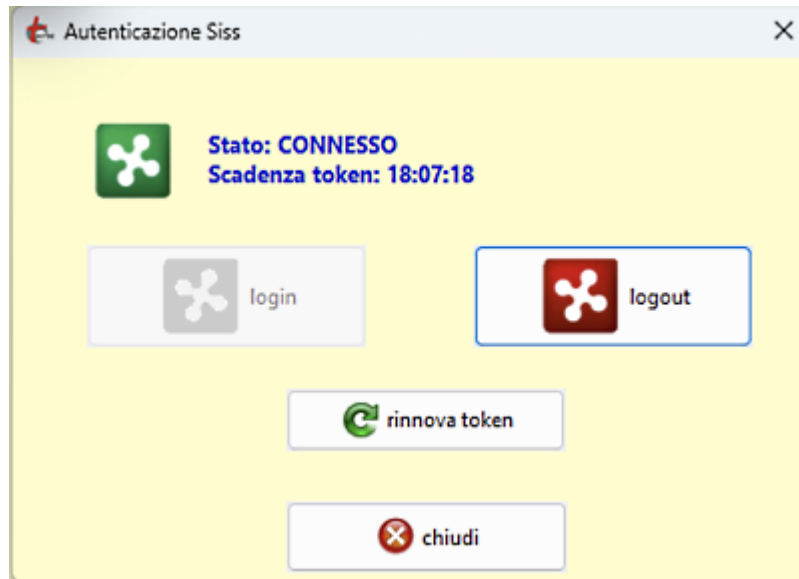 Autenticazione Siss
Stato: CONNESSO
Scadenza token: 18:07:18
login
logout
rinnova token
chiudi